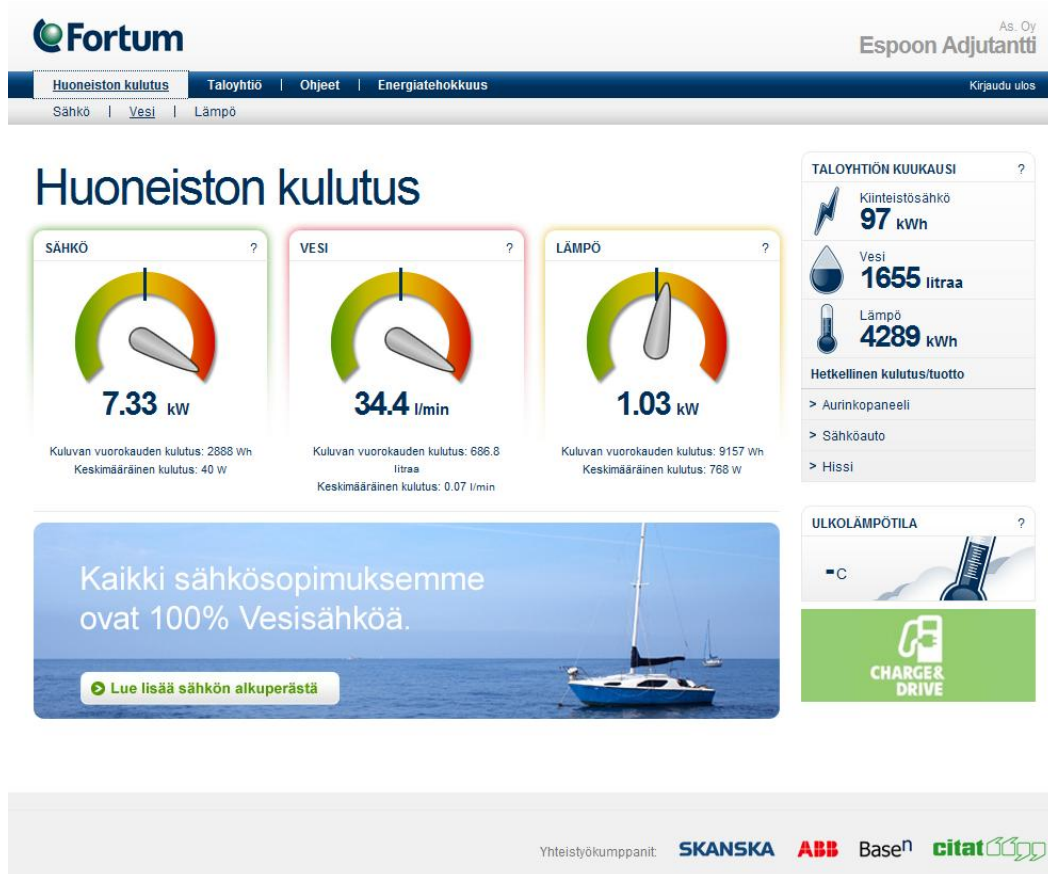 Fortum
As. Oy
Espoon Adjutantti
Huoneiston kulutus | Taloyhtiö | Ohjeet | Energiatehokkuus
Kirjaudu ulos
Sähkö | Vesi | Lämpö
Huoneiston kulutus
SÄHKÖ ?
7.33 kW
Kuluvan vuorokauden kulutus: 2888 Wh
Keskimääräinen kulutus: 40 W
VESI ?
34.4 l/min
Kuluvan vuorokauden kulutus: 686.8
litraa
Keskimääräinen kulutus: 0.07 l/min
LÄMPÖ ?
1.03 kW
Kuluvan vuorokauden kulutus: 9157 Wh
Keskimääräinen kulutus: 768 W
Kaikki sähkösopimuksemme
ovat 100% Vesisähköä.
Lue lisää sähkön alkuperästä
TALOYHTIÖN KUUKAUSI ?
Kiinteistösähkö
97 kWh
Vesi
1655 litraa
Lämpö
4289 kWh
Hetkellinen kulutus/tuotto
> Aurinkopaneeli
> Sähköauto
> Hissi
ULKOLÄMPÖTILA ?
-C
CHARGE&
DRIVE
Yhteistyökumppanit: SKANSKA ABB Basen citat